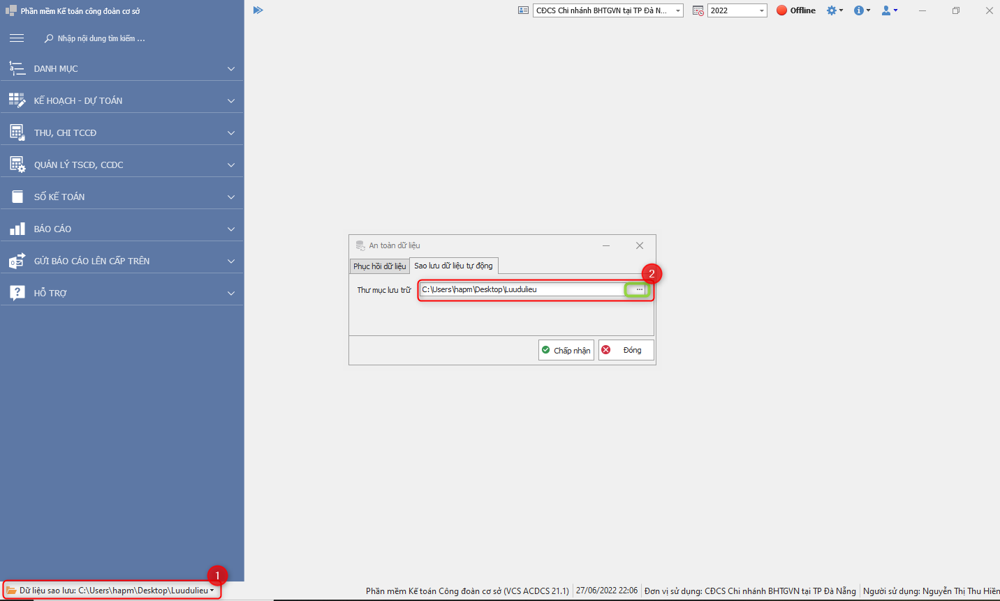 Phần mềm Kế toán công đoàn cơ sở
CĐCS Chi nhánh BHTGVN tại TP Đà N...
2022
Offline
Nhập nội dung tìm kiếm ...
DANH MỤC
KẾ HOẠCH - DỰ TOÁN
THU, CHI TCCĐ
QUẢN LÝ TSCĐ, CCDC
SỔ KẾ TOÁN
BÁO CÁO
GỬI BÁO CÁO LÊN CẤP TRÊN
HỖ TRỢ
An toàn dữ liệu
Phục hồi dữ liệu
Sao lưu dữ liệu tự động
2
Thư mục lưu trữ
C:\Users\hapm\Desktop\Luudulieu
...
Chấp nhận
Đóng
1
Dữ liệu sao lưu: C:\Users\hapm\Desktop\Luudulieu
Phần mềm Kế toán Công đoàn cơ sở (VCS ACDCS 21.1)
27/06/2022 22:06
Đơn vị sử dụng: CĐCS Chi nhánh BHTGVN tại TP Đà Nẵng
Người sử dụng: Nguyễn Thị Thu Hiền